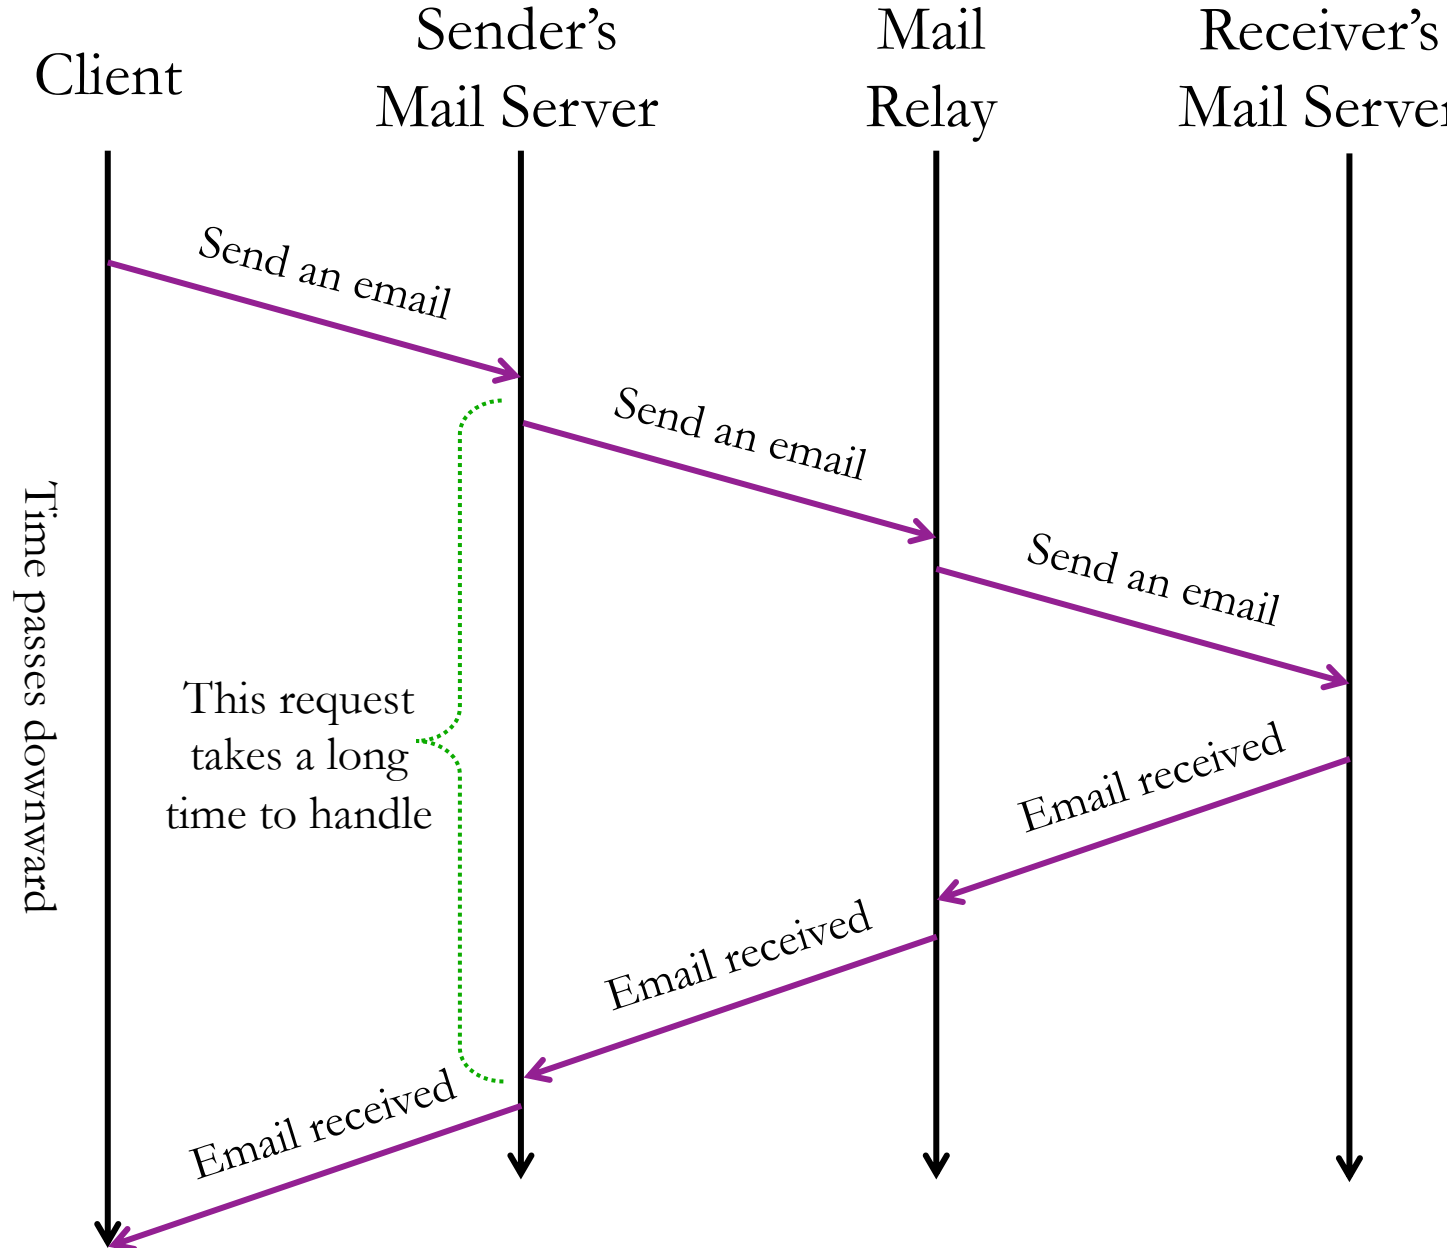 Client
Sender’s
Mail Server
Mail
Relay
Receiver’s
Mail Server
Send an email
Send an email
Send an email
Time passes downward
This request
takes a long
time to handle
Email received
Email received
Email received